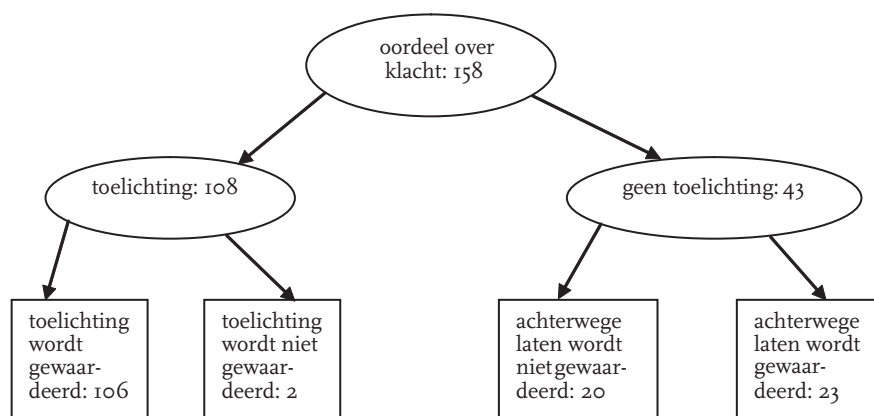 oordeel over
klacht: 158
toelichting: 108
geen toelichting: 43
toelichting
wordt
gewaar-
deerd: 106
toelichting
wordt niet
gewaar-
deerd: 2
achterwege
laten wordt
niet gewaar-
deerd: 20
achterwege
laten wordt
gewaar-
deerd: 23